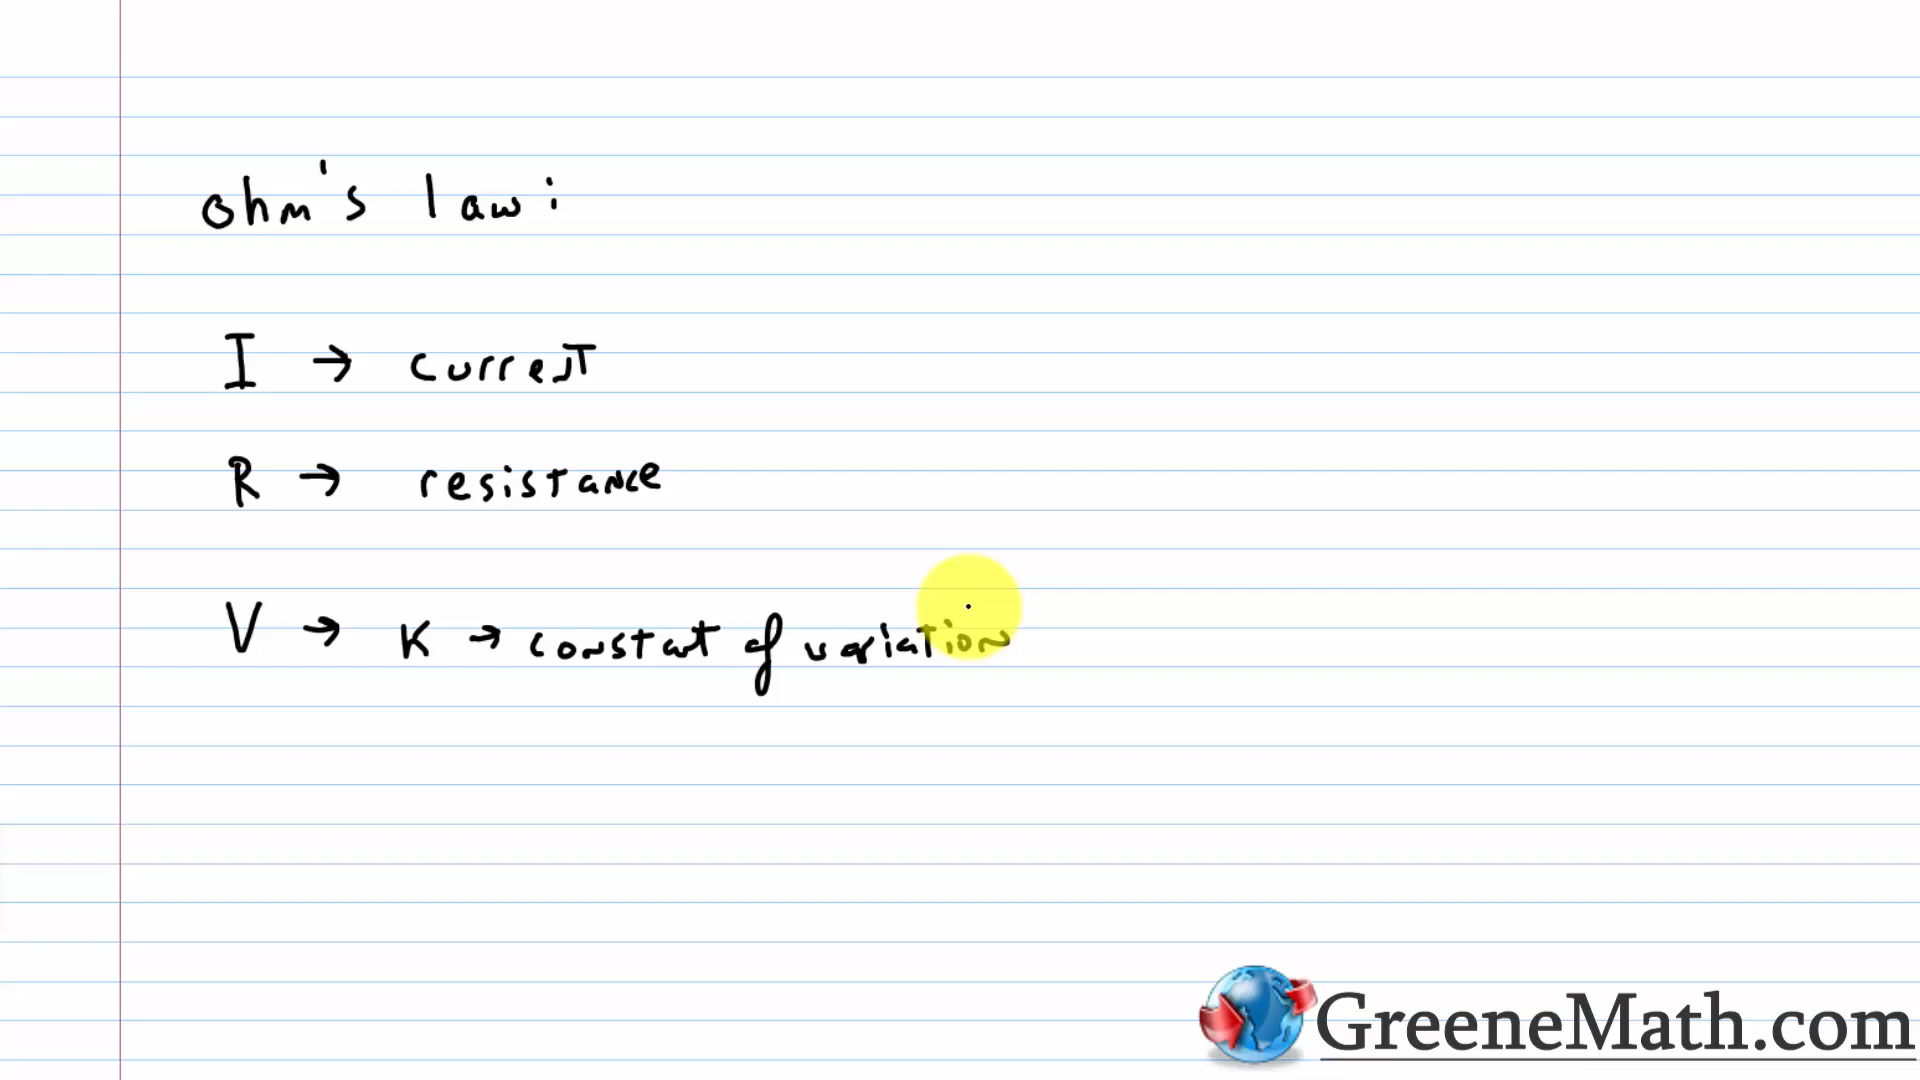 ohm's law:
I → current
R → resistance
V → K → constant of variation
GreeneMath.com